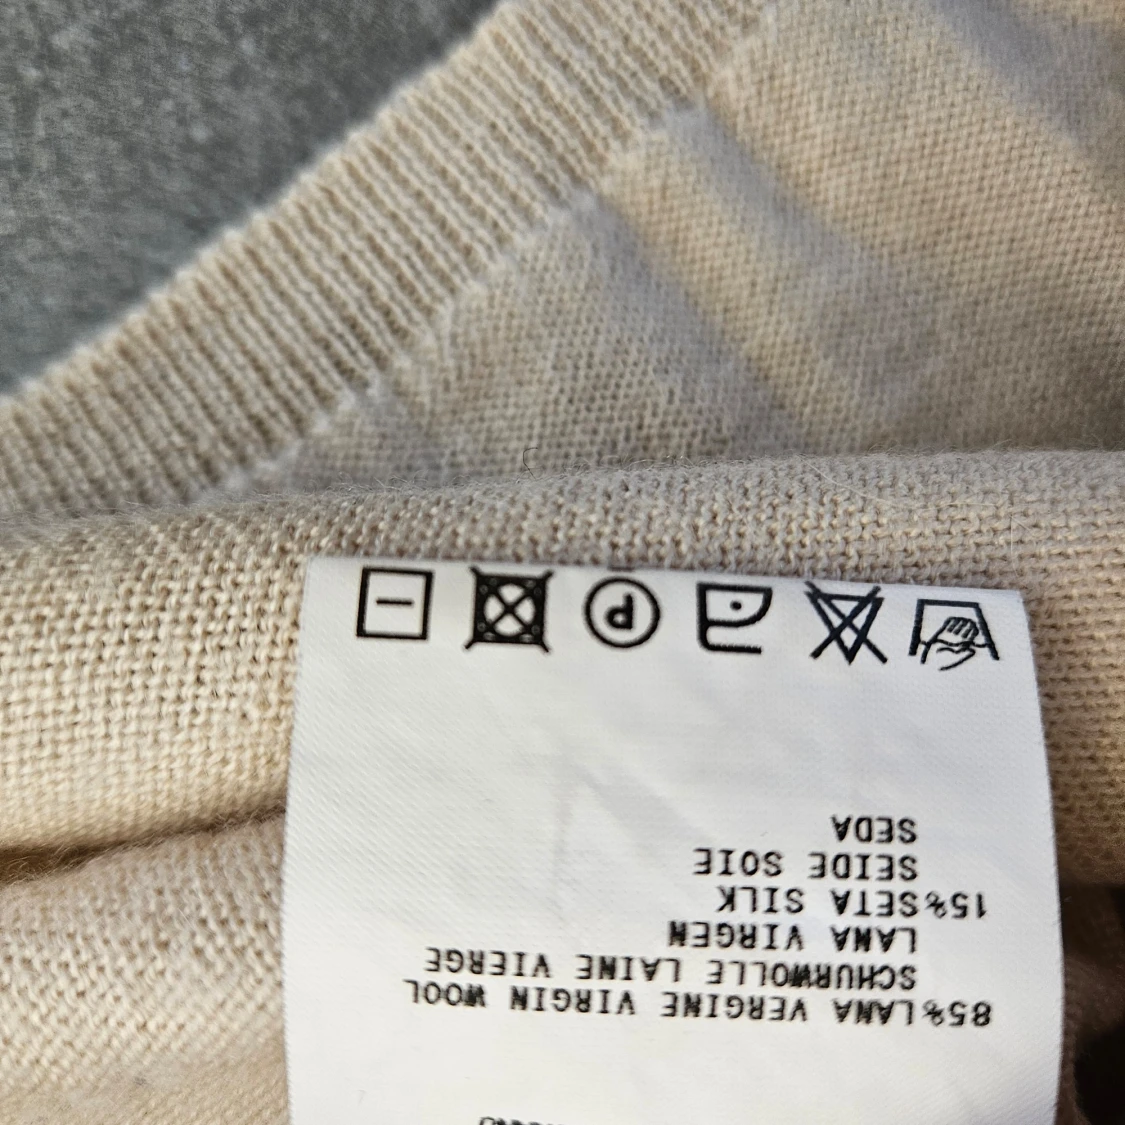 85%LANA VERGINE VIRGIN WOOL
SCHURWOLLE LAINE VIERGE
LANA VIRGEN
15%SETA SILK
SEIDE SOIE
SEDA
P